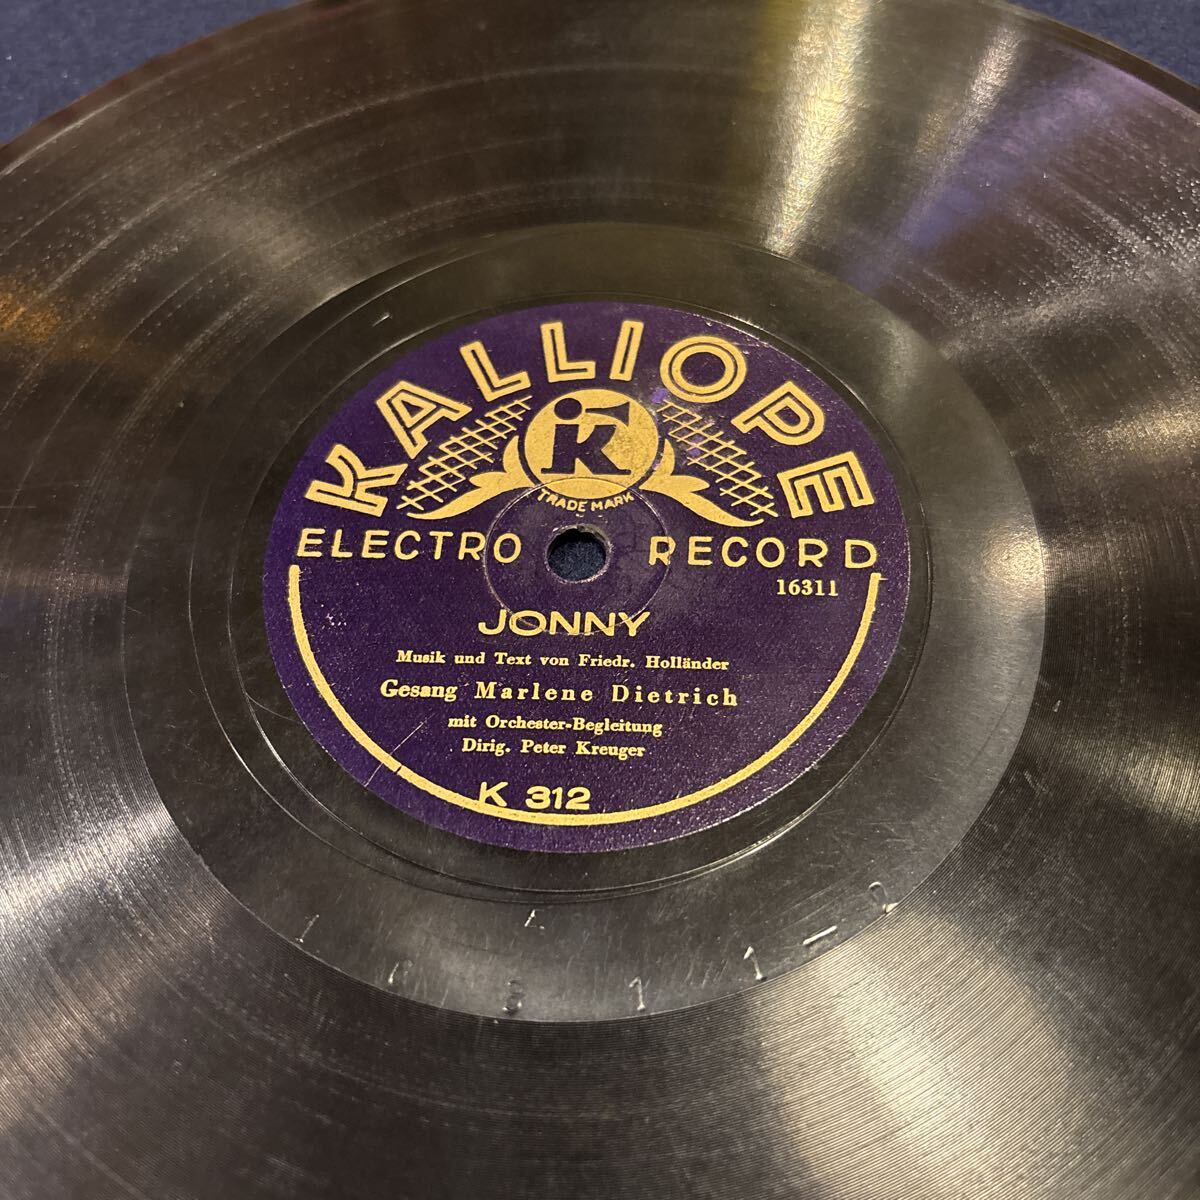 KALLIOPE
K
TRADE MARK
ELECTRO RECORD
16311
JONNY
Musik und Text von Friedr. Holländer
Gesang Marlene Dietrich
mit Orchester-Begleitung
Dirig. Peter Kreuger
K 312